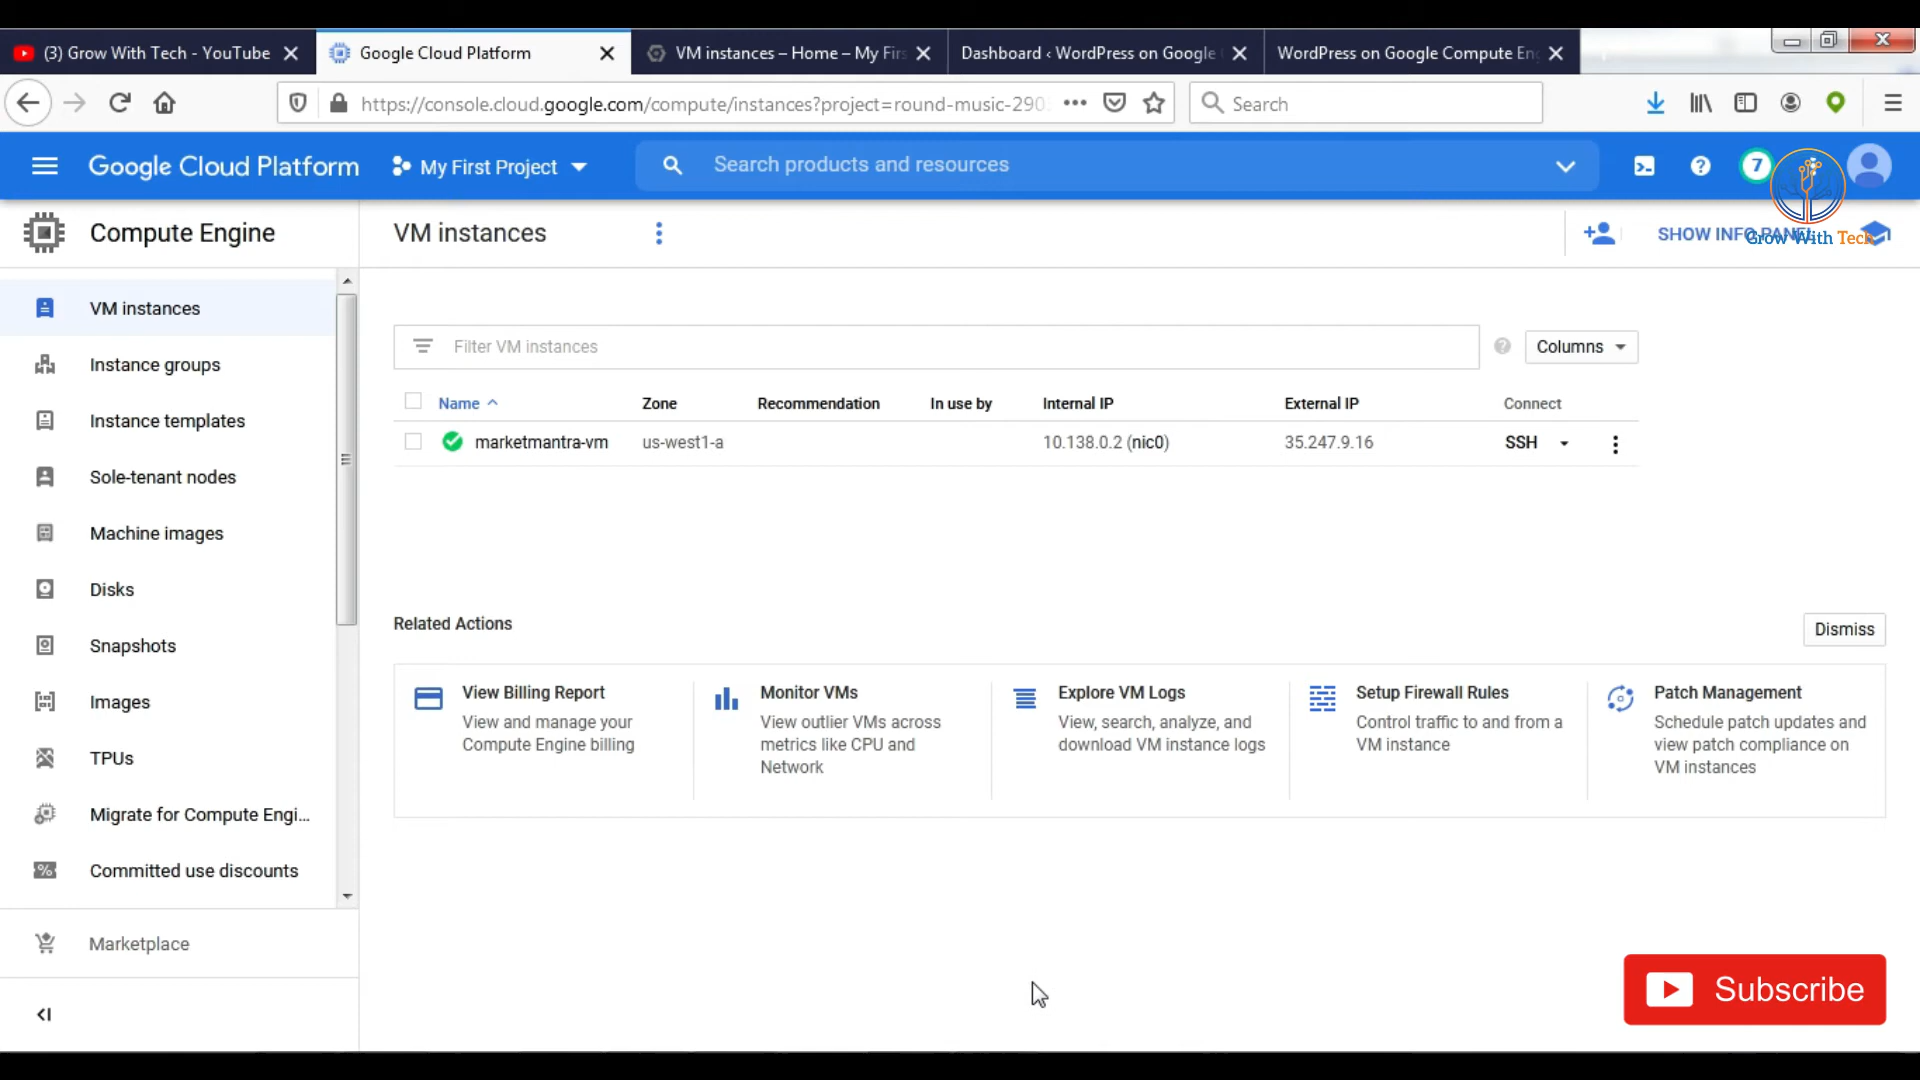 (3) Grow With Tech - YouTube
Google Cloud Platform
VM instances – Home – My Firs
Dashboard ‹ WordPress on Google
WordPress on Google Compute Eng
https://console.cloud.google.com/compute/instances?project=round-music-290
Search
Google Cloud Platform
My First Project
Search products and resources
7
Compute Engine
VM instances
SHOW INFO PANEL
Grow With Tech
VM instances
Instance groups
Instance templates
Sole-tenant nodes
Machine images
Disks
Snapshots
Images
TPUs
Migrate for Compute Engi...
Committed use discounts
Marketplace
Filter VM instances
Columns
Name Zone Recommendation In use by Internal IP External IP Connect
marketmantra-vm us-west1-a 10.138.0.2 (nic0) 35.247.9.16 SSH
Related Actions
Dismiss
View Billing Report
View and manage your
Compute Engine billing
Monitor VMs
View outlier VMs across
metrics like CPU and
Network
Explore VM Logs
View, search, analyze, and
download VM instance logs
Setup Firewall Rules
Control traffic to and from a
VM instance
Patch Management
Schedule patch updates and
view patch compliance on
VM instances
Subscribe